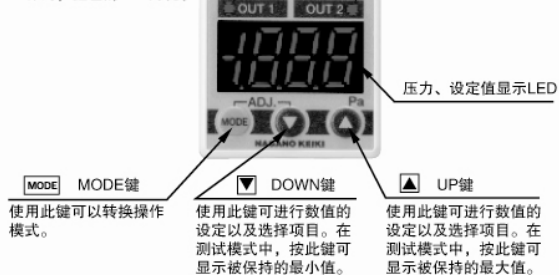 OUT 1 OUT 2
1.8.8.8
压力、设定值显示LED
ADJ. Pa
MODE
NAGANO KEIKI
MODE MODE键
使用此键可以转换操作
模式。
▼ DOWN键
使用此键可进行数值的
设定以及选择项目。在
测试模式中，按此键可
显示被保持的最小值。
▲ UP键
使用此键可进行数值的
设定以及选择项目。在
测试模式中，按此键可
显示被保持的最大值。